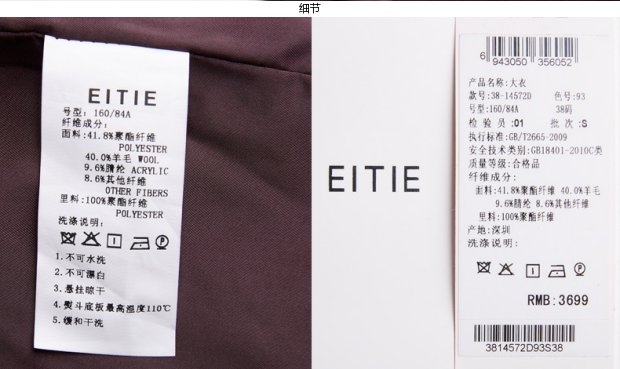 细节
EITIE
号型: 160/84A
纤维成分:
面料:41.8%聚酯纤维
POLYESTER
40.0%羊毛 WOOL
9.6%腈纶 ACRYLIC
8.6%其他纤维
OTHER FIBERS
里料:100%聚酯纤维
POLYESTER
洗涤说明:
1.不可水洗
2.不可漂白
3.悬挂晾干
4.熨斗底板最高温度110℃
5.缓和干洗
EITIE
6 943050 356052
产品名称:大衣
款号:38-14572D 色号:93
号型:160/84A 38码
检验员:01 批次:S
执行标准:GB/T2665-2009
安全技术类别:GB18401-2010C类
质量等级:合格品
纤维成分:
面料:41.8%聚酯纤维 40.0%羊毛
9.6%腈纶 8.6%其他纤维
里料:100%聚酯纤维
产地:深圳
洗涤说明:
RMB:3699
3814572D93S38